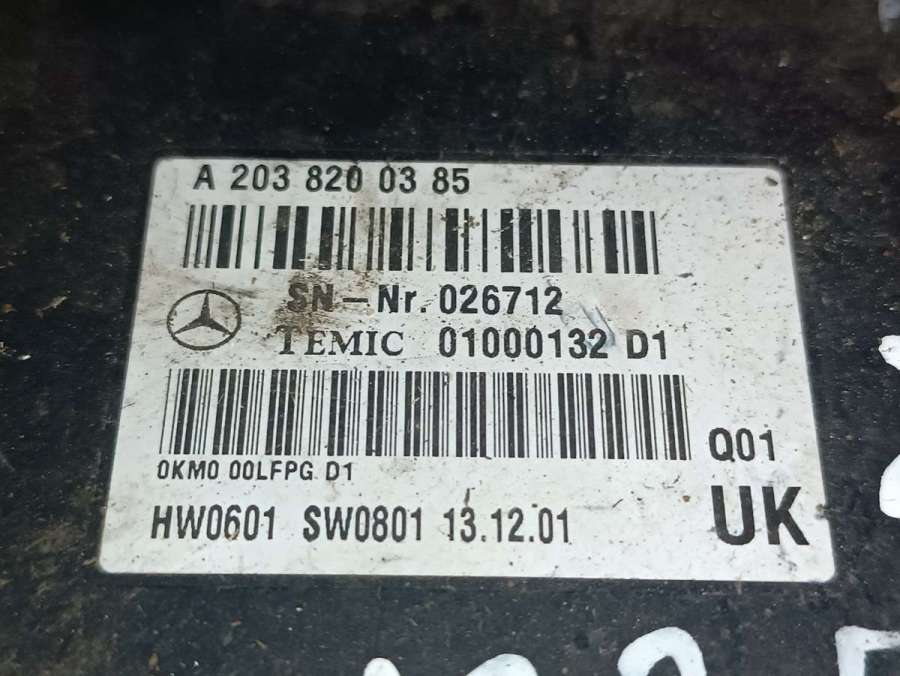 A 203 820 03 85
SN-Nr. 026712
TEMIC 01000132 D1
Q01
0KM0 00LFPG D1
UK
HW0601 SW0801 13.12.01